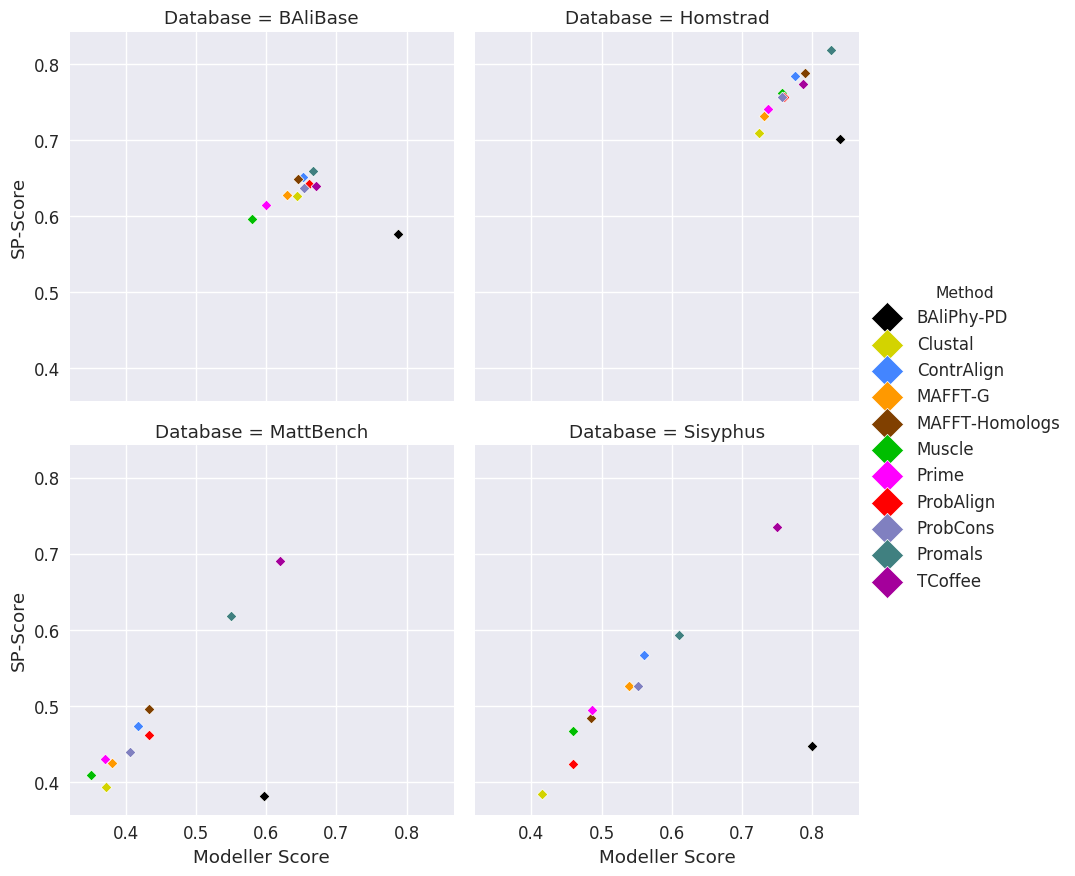 Database = BAliBase
Database = Homstrad
0.8
0.7
0.6
0.5
0.4
SP-Score
Database = MattBench
Database = Sisyphus
0.8
0.7
0.6
0.5
0.4
SP-Score
0.4 0.5 0.6 0.7 0.8
Modeller Score
0.4 0.5 0.6 0.7 0.8
Modeller Score
Method
BAliPhy-PD
Clustal
ContrAlign
MAFFT-G
MAFFT-Homologs
Muscle
Prime
ProbAlign
ProbCons
Promals
TCoffee